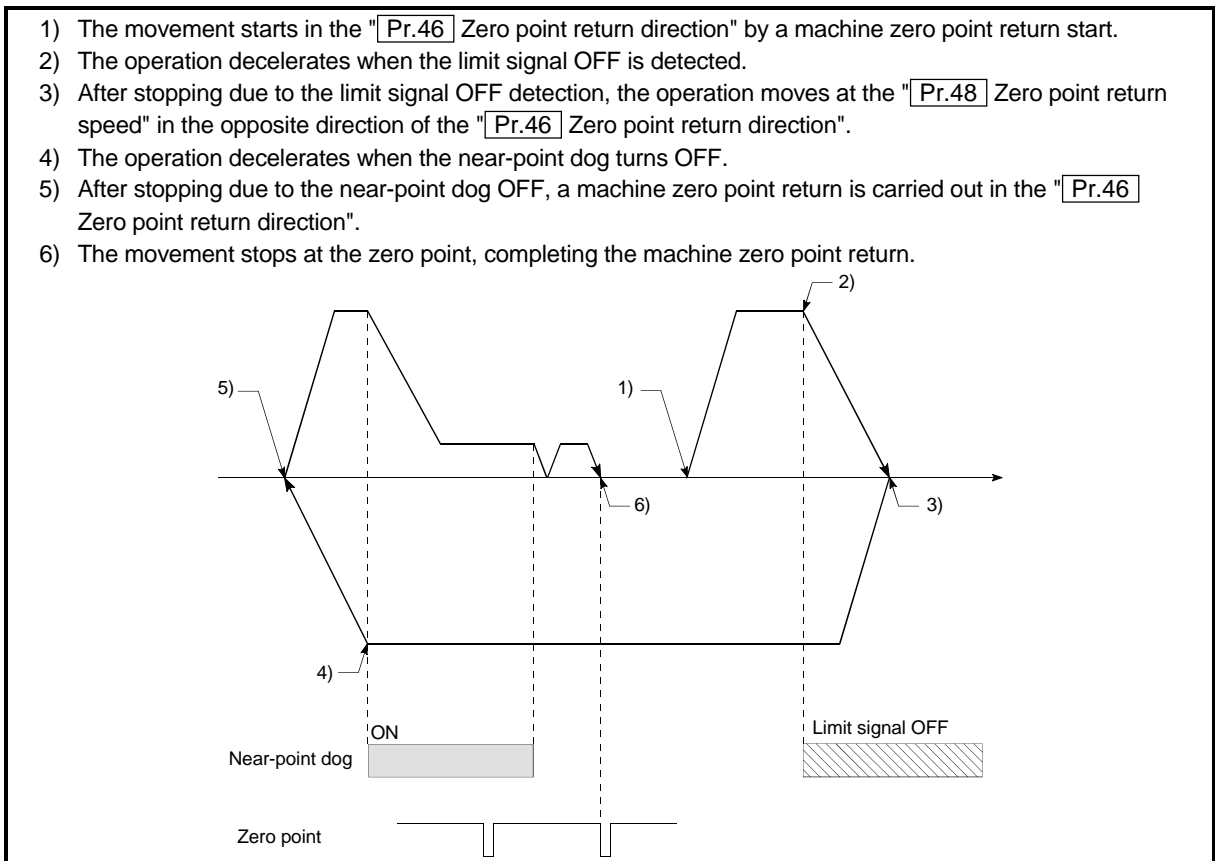 1) The movement starts in the "Pr.46 Zero point return direction" by a machine zero point return start.
2) The operation decelerates when the limit signal OFF is detected.
3) After stopping due to the limit signal OFF detection, the operation moves at the "Pr.48 Zero point return
speed" in the opposite direction of the "Pr.46 Zero point return direction".
4) The operation decelerates when the near-point dog turns OFF.
5) After stopping due to the near-point dog OFF, a machine zero point return is carried out in the "Pr.46
Zero point return direction".
6) The movement stops at the zero point, completing the machine zero point return.
2)
5)
1)
6)
3)
4)
ON
Limit signal OFF
Near-point dog
Zero point